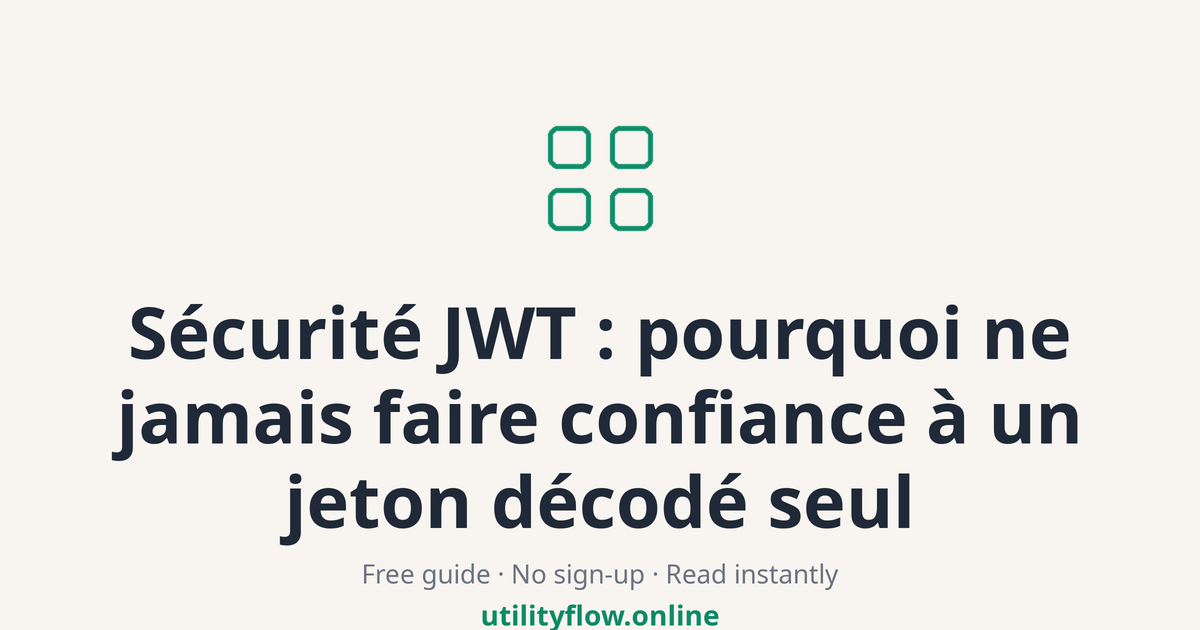 Sécurité JWT : pourquoi ne
jamais faire confiance à un
jeton décodé seul
Free guide · No sign-up · Read instantly
utilityflow.online